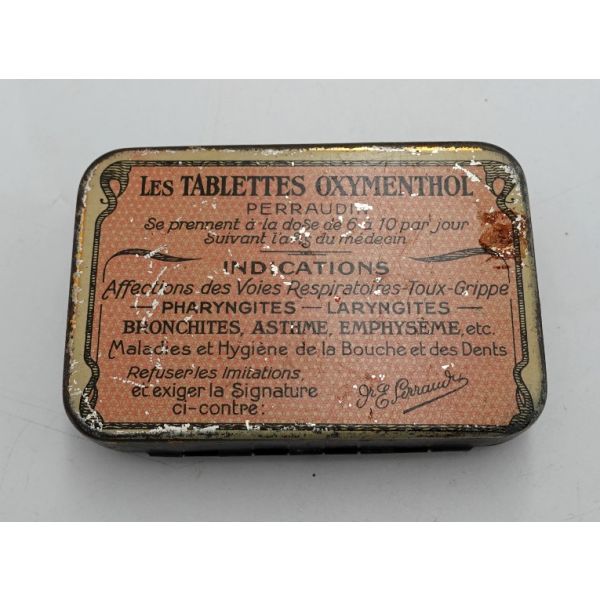 LES TABLETTES OXYMENTHOL
PERRAUDIN
Se prennent à la dose de 6 à 10 par jour
Suivant l'avis du médecin
INDICATIONS
Affections des Voies Respiratoires-Toux-Grippe
— PHARYNGITES — LARYNGITES —
BRONCHITES, ASTHME, EMPHYSÈME, etc.
Maladies et Hygiène de la Bouche et des Dents
Refuser les Imitations,
et exiger la Signature
ci-contre:
Perraudin